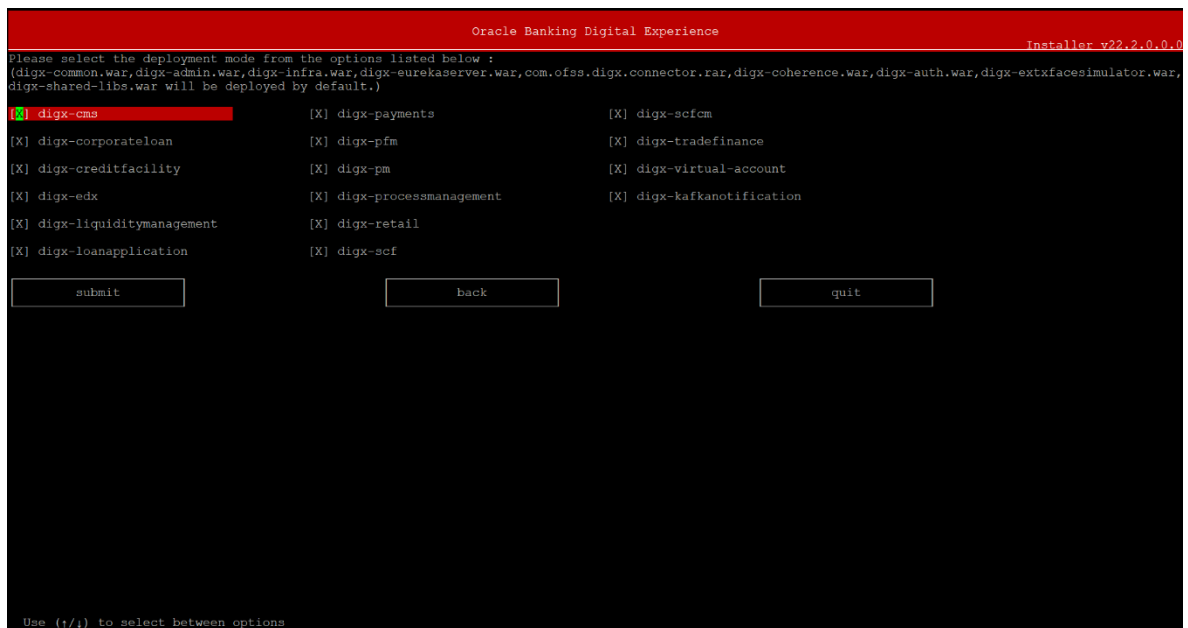 Oracle Banking Digital Experience
Installer v22.2.0.0.0
Please select the deployment mode from the options listed below :
(digx-common.war,digx-admin.war,digx-infra.war,digx-eurekaserver.war,com.ofss.digx.connector.rar,digx-coherence.war,digx-auth.war,digx-extxfacesimulator.war,
digx-shared-libs.war will be deployed by default.)
[X] digx-cms [X] digx-payments [X] digx-scfcm
[X] digx-corporateloan [X] digx-pfm [X] digx-tradefinance
[X] digx-creditfacility [X] digx-pm [X] digx-virtual-account
[X] digx-edx [X] digx-processmanagement [X] digx-kafkanotification
[X] digx-liquiditymanagement [X] digx-retail
[X] digx-loanapplication [X] digx-scf
submit back quit
Use (↑/↓) to select between options